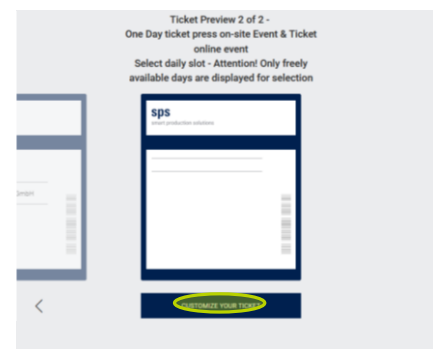 Ticket Preview 2 of 2 -
One Day ticket press on-site Event & Ticket
online event
Select daily slot - Attention! Only freely
available days are displayed for selection
sps
smart production solutions
CUSTOMIZE YOUR TICKET